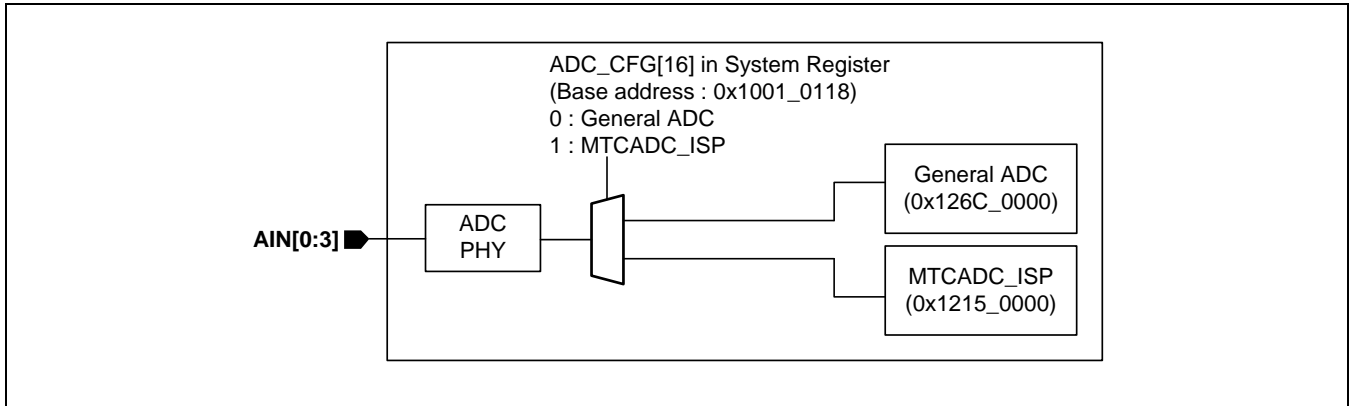 ADC_CFG[16] in System Register
(Base address : 0x1001_0118)
0 : General ADC
1 : MTCADC_ISP
General ADC
(0x126C_0000)
AIN[0:3]
ADC
PHY
MTCADC_ISP
(0x1215_0000)